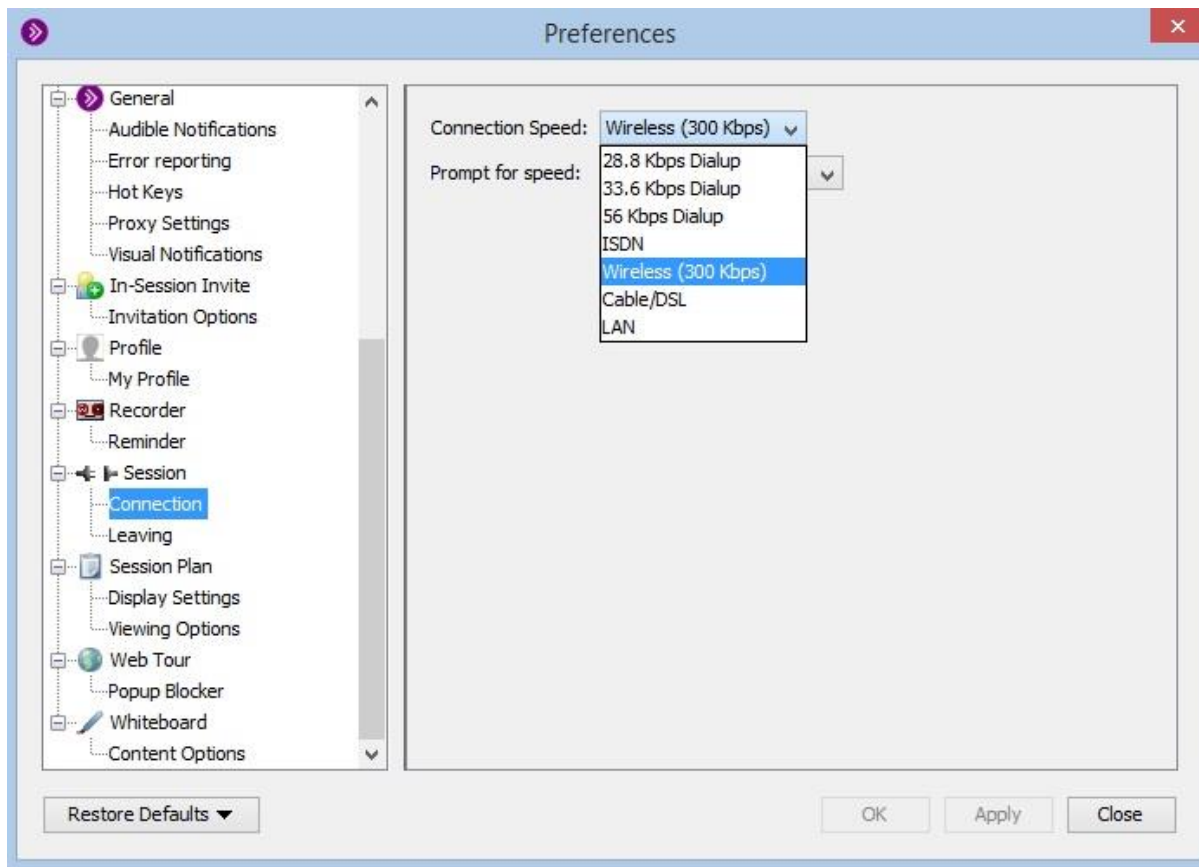 Preferences
General
Audible Notifications
Error reporting
Hot Keys
Proxy Settings
Visual Notifications
In-Session Invite
Invitation Options
Profile
My Profile
Recorder
Reminder
Session
Connection
Leaving
Session Plan
Display Settings
Viewing Options
Web Tour
Popup Blocker
Whiteboard
Content Options
Connection Speed: Wireless (300 Kbps)
Prompt for speed:
28.8 Kbps Dialup
33.6 Kbps Dialup
56 Kbps Dialup
ISDN
Wireless (300 Kbps)
Cable/DSL
LAN
Restore Defaults
OK
Apply
Close